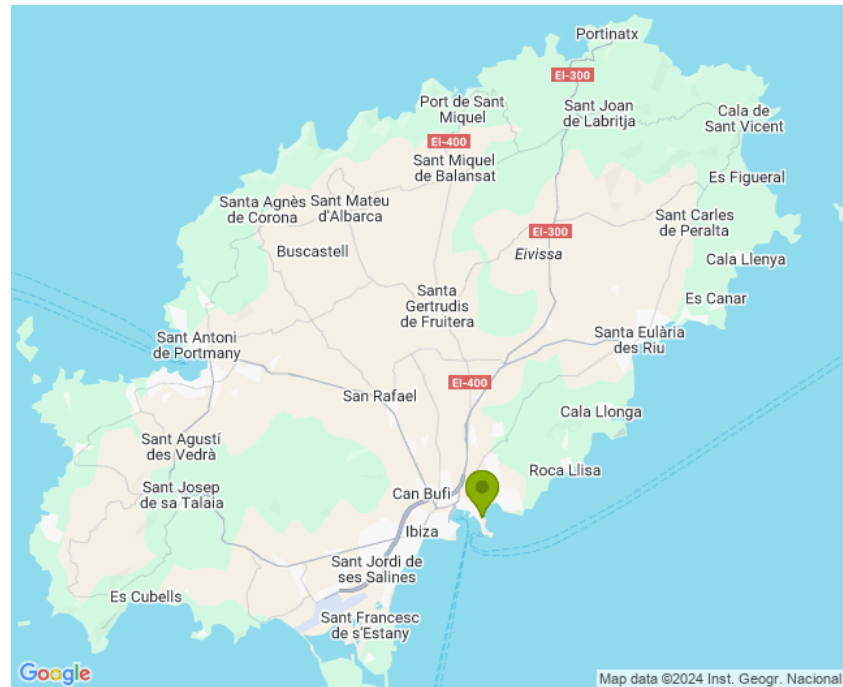 Portinatx
EI-300
Port de Sant
Miquel
Sant Joan
de Labritja
Cala de
Sant Vicent
EI-400
Sant Miquel
de Balansat
Es Figueral
Santa Agnès
de Corona
Sant Mateu
d'Albarca
Sant Carles
de Peralta
EI-300
Buscastell
Eivissa
Cala Llenya
Santa
Gertrudis
de Fruitera
Es Canar
Sant Antoni
de Portmany
Santa Eulària
des Riu
EI-400
San Rafael
Cala Llonga
Sant Agustí
des Vedrà
Roca Llisa
Sant Josep
de sa Talaia
Can Bufi
Ibiza
Sant Jordi de
ses Salines
Es Cubells
Sant Francesc
de s'Estany
Google
Map data ©2024 Inst. Geogr. Nacional